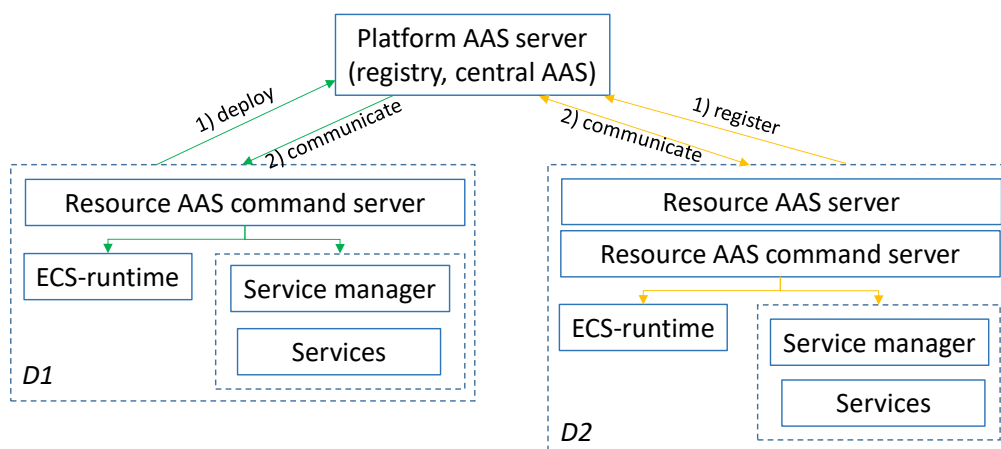 Platform AAS server
(registry, central AAS)
1) deploy
2) communicate
2) communicate
1) register
Resource AAS command server
ECS-runtime
Service manager
Services
D1
Resource AAS server
Resource AAS command server
ECS-runtime
Service manager
Services
D2